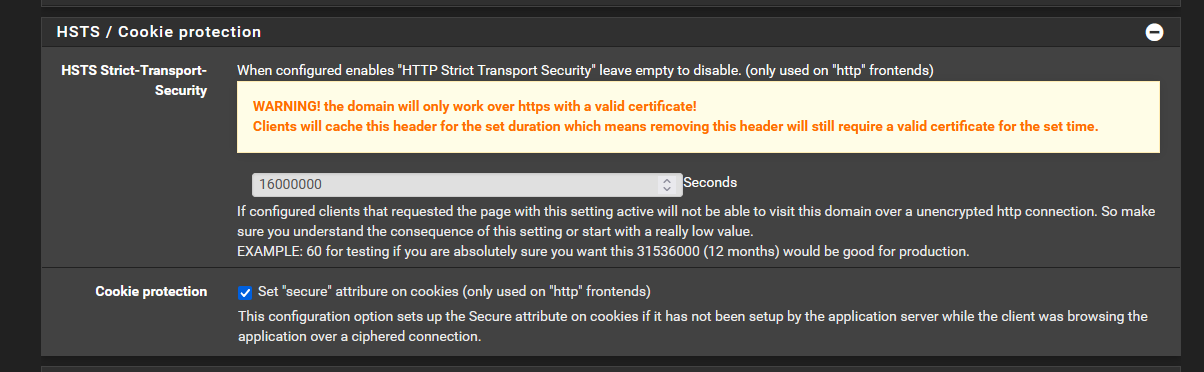 HSTS / Cookie protection
HSTS Strict-Transport-Security
When configured enables "HTTP Strict Transport Security" leave empty to disable. (only used on "http" frontends)
WARNING! the domain will only work over https with a valid certificate!
Clients will cache this header for the set duration which means removing this header will still require a valid certificate for the set time.
16000000 Seconds
If configured clients that requested the page with this setting active will not be able to visit this domain over a unencrypted http connection. So make
sure you understand the consequence of this setting or start with a really low value.
EXAMPLE: 60 for testing if you are absolutely sure you want this 31536000 (12 months) would be good for production.
Cookie protection
Set "secure" attribure on cookies (only used on "http" frontends)
This configuration option sets up the Secure attribute on cookies if it has not been setup by the application server while the client was browsing the
application over a ciphered connection.